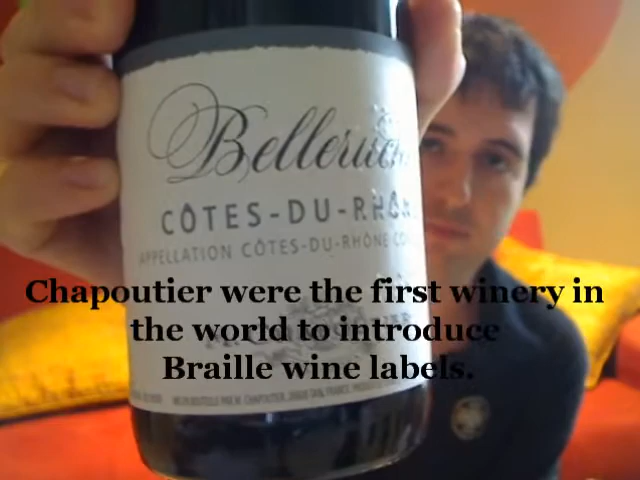 Belleruche
CÔTES-DU-RHÔN
APPELLATION CÔTES-DU-RHÔNE
Chapoutier were the first winery in
the world to introduce
Braille wine labels.